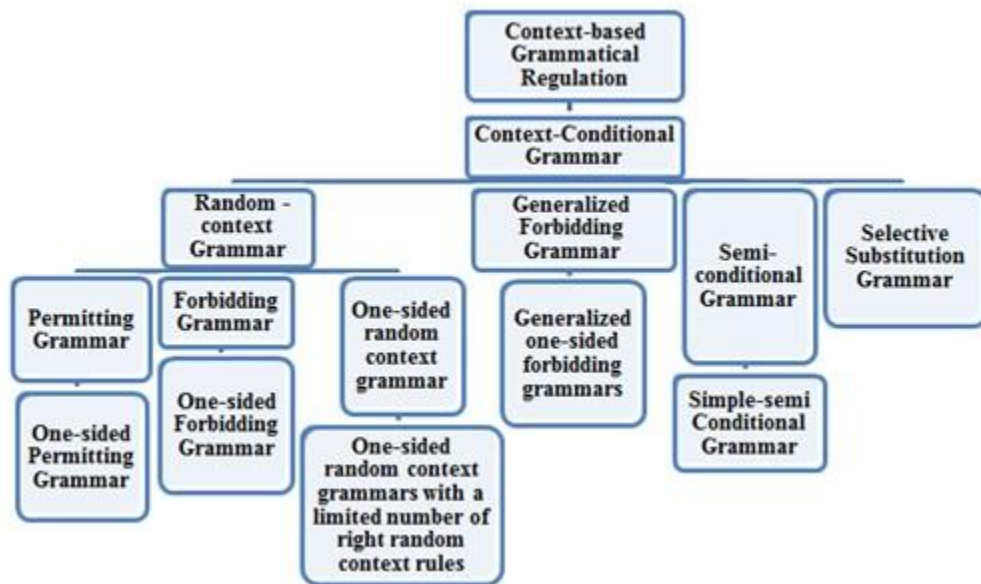 Context-based
Grammatical
Regulation
Context-Conditional
Grammar
Random -
context
Grammar
Generalized
Forbidding
Grammar
Semi-
conditional
Grammar
Selective
Substitution
Grammar
Permitting
Grammar
Forbidding
Grammar
One-sided
random
context
grammar
Generalized
one-sided
forbidding
grammars
One-sided
Permitting
Grammar
One-sided
Forbidding
Grammar
One-sided
random context
grammars with a
limited number of
right random
context rules
Simple-semi
Conditional
Grammar